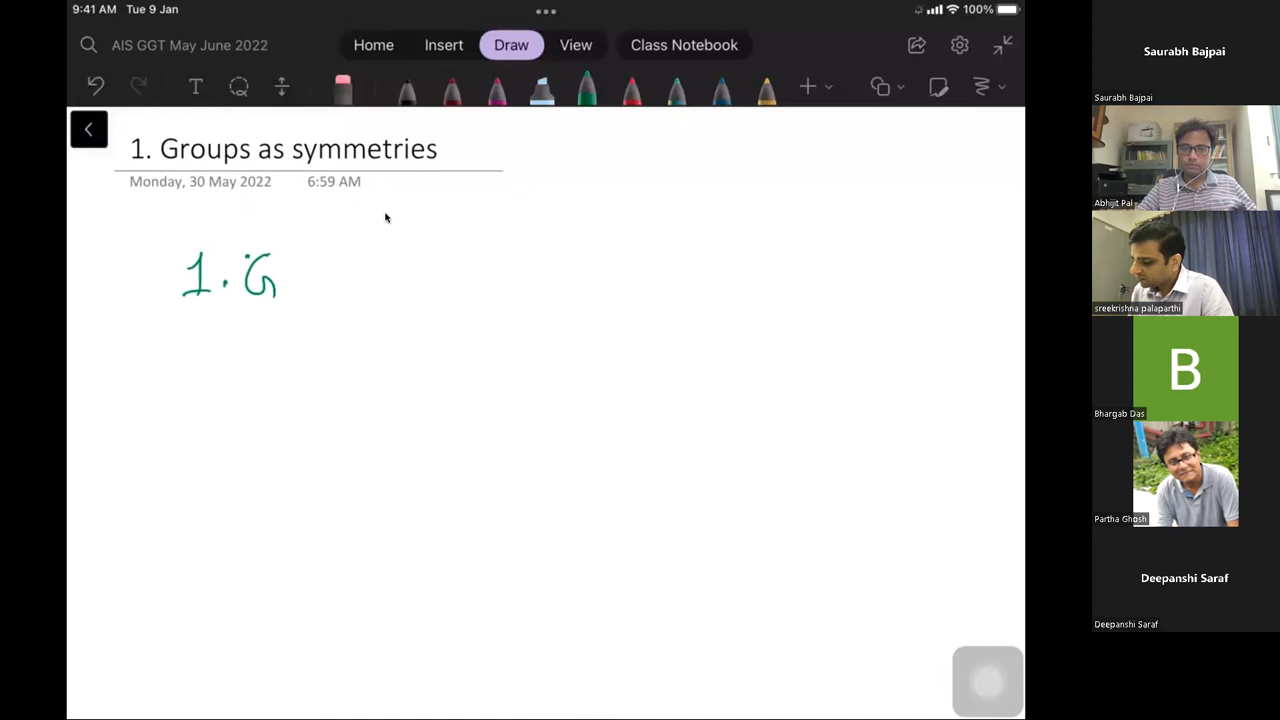 9:41 AM Tue 9 Jan
100%
AIS GGT May June 2022
Home Insert Draw View Class Notebook
T
1. Groups as symmetries
Monday, 30 May 2022 6:59 AM
1. G
Saurabh Bajpai
Saurabh Bajpai
Abhijit Pal
sreekrishna palaparthi
B
Bhargab Das
Partha Ghosh
Deepanshi Saraf
Deepanshi Saraf